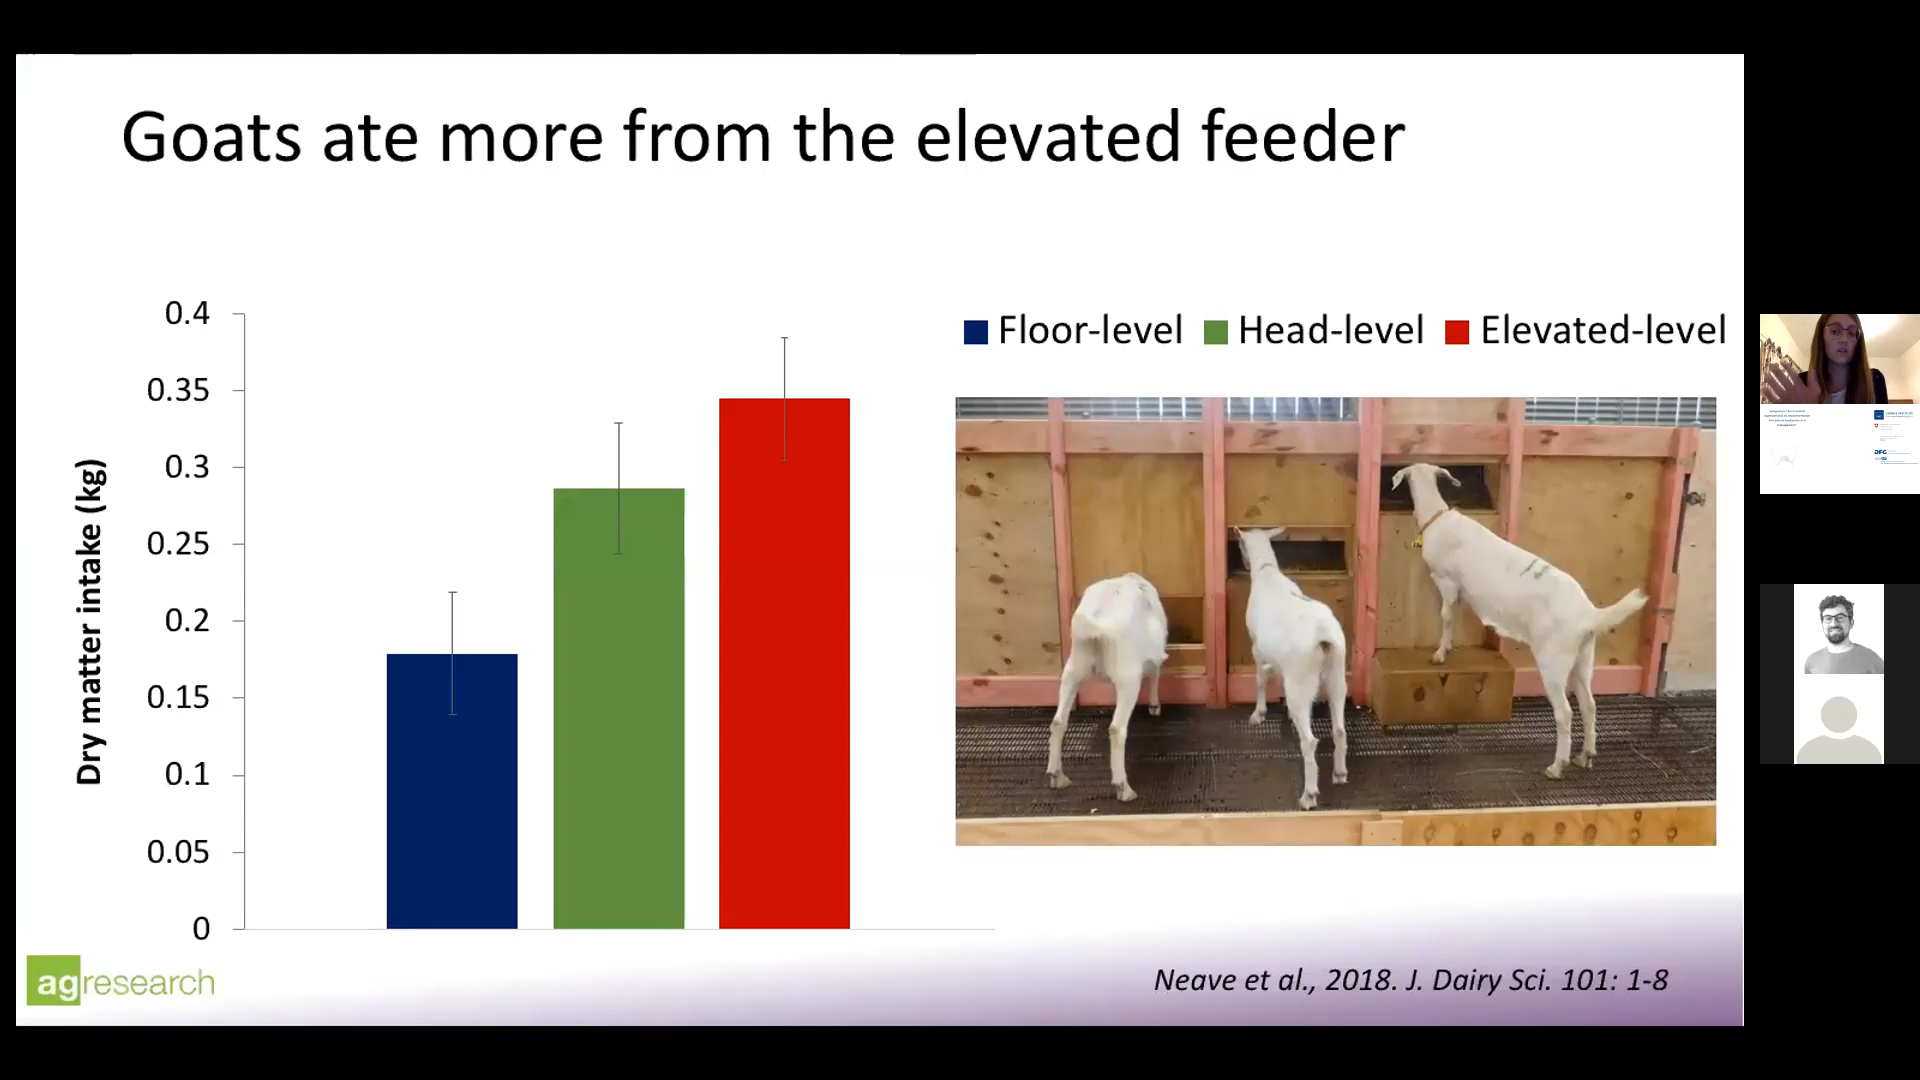 Goats ate more from the elevated feeder
0.4
0.35
0.3
0.25
0.2
0.15
0.1
0.05
0
Dry matter intake (kg)
Floor-level Head-level Elevated-level
agresearch
Neave et al., 2018. J. Dairy Sci. 101: 1-8
DFG